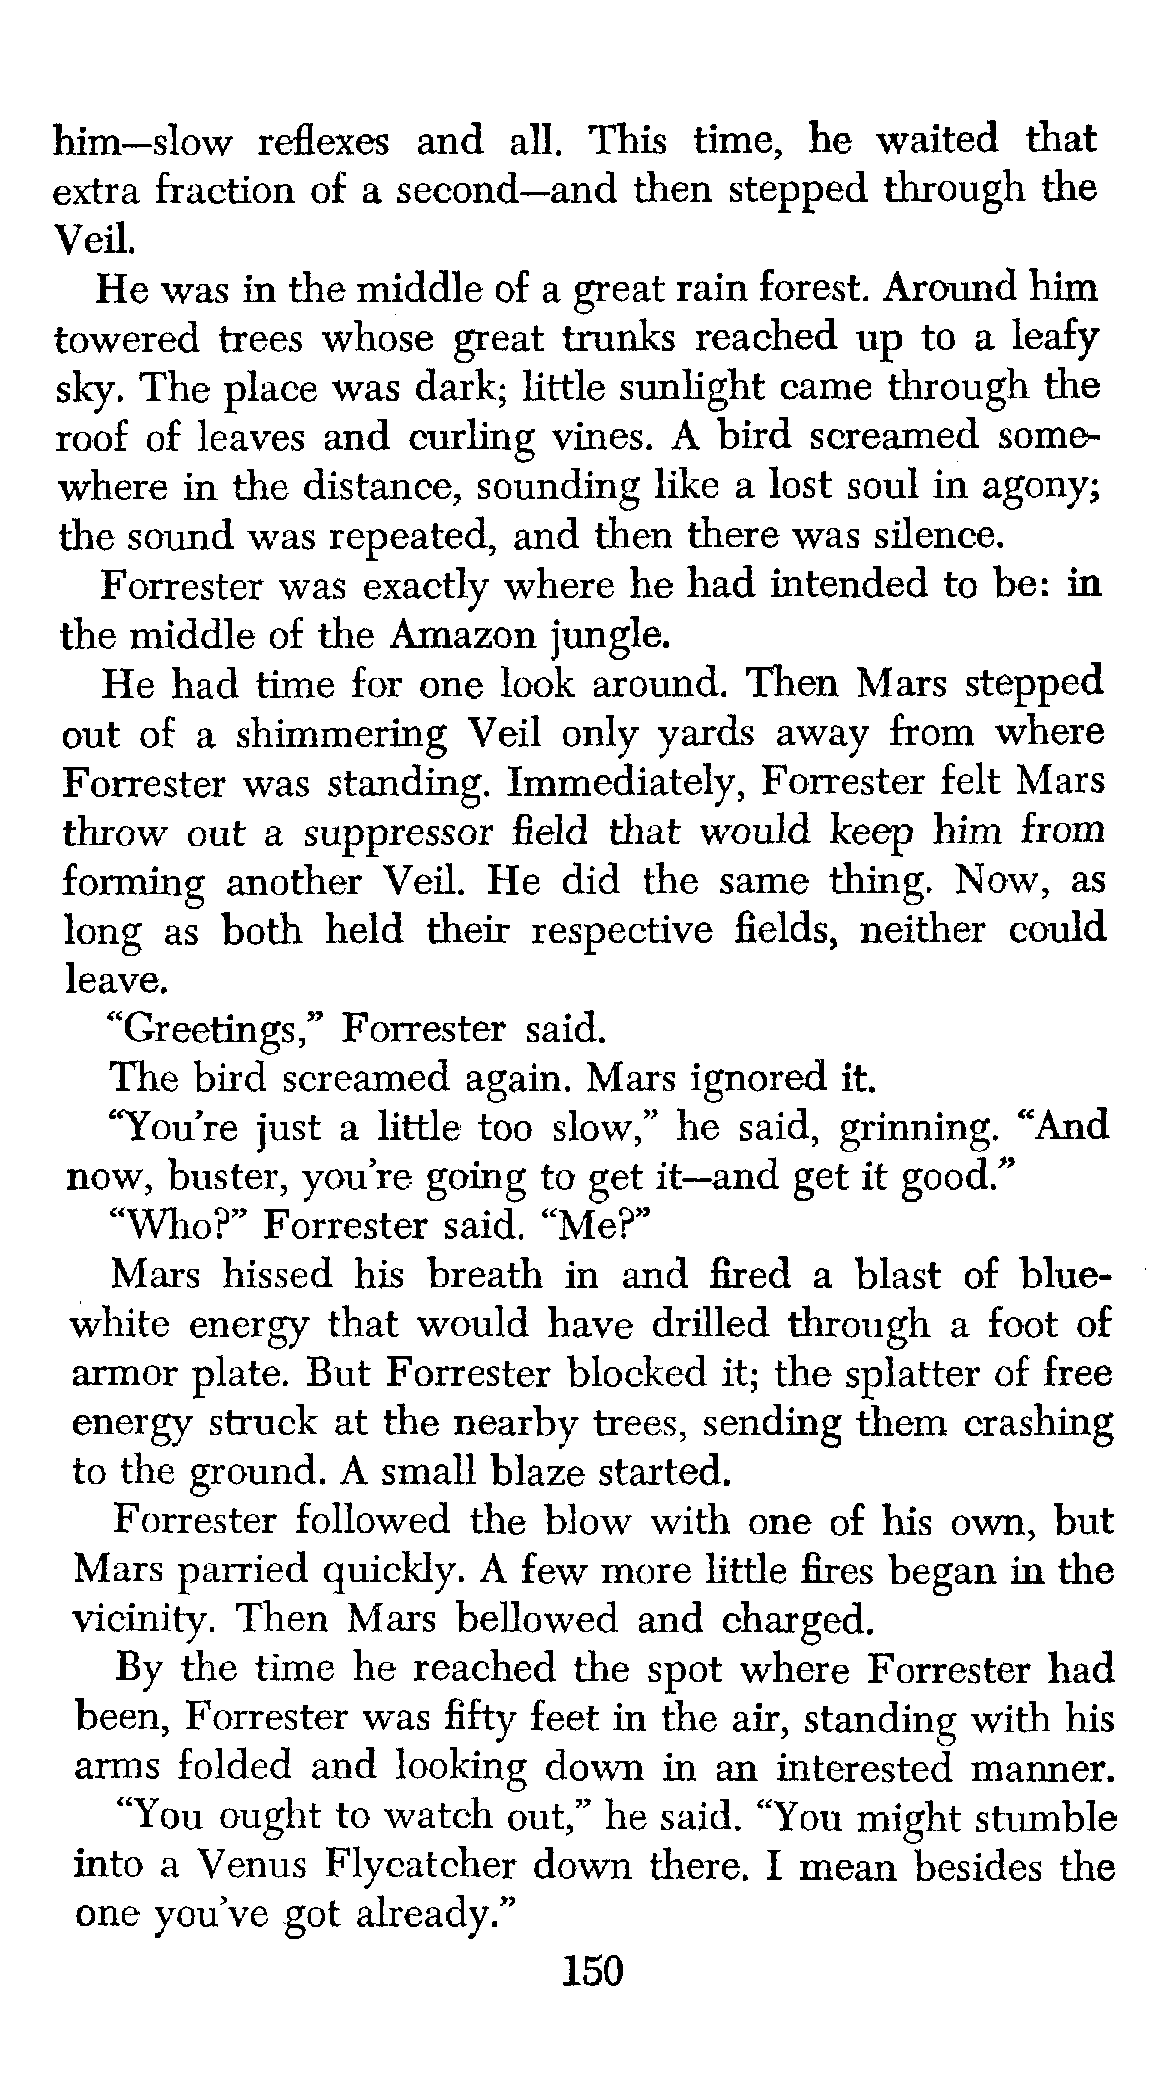 him—slow reflexes and all. This time, he waited that
extra fraction of a second—and then stepped through the
Veil.
He was in the middle of a great rain forest. Around him
towered trees whose great trunks reached up to a leafy
sky. The place was dark; little sunlight came through the
roof of leaves and curling vines. A bird screamed some-
where in the distance, sounding like a lost soul in agony;
the sound was repeated, and then there was silence.
Forrester was exactly where he had intended to be: in
the middle of the Amazon jungle.
He had time for one look around. Then Mars stepped
out of a shimmering Veil only yards away from where
Forrester was standing. Immediately, Forrester felt Mars
throw out a suppressor field that would keep him from
forming another Veil. He did the same thing. Now, as
long as both held their respective fields, neither could
leave.
“Greetings,” Forrester said.
The bird screamed again. Mars ignored it.
“You’re just a little too slow,” he said, grinning. “And
now, buster, you’re going to get it—and get it good.”
“Who?” Forrester said. “Me?”
Mars hissed his breath in and fired a blast of blue-
white energy that would have drilled through a foot of
armor plate. But Forrester blocked it; the splatter of free
energy struck at the nearby trees, sending them crashing
to the ground. A small blaze started.
Forrester followed the blow with one of his own, but
Mars parried quickly. A few more little fires began in the
vicinity. Then Mars bellowed and charged.
By the time he reached the spot where Forrester had
been, Forrester was fifty feet in the air, standing with his
arms folded and looking down in an interested manner.
“You ought to watch out,” he said. “You might stumble
into a Venus Flycatcher down there. I mean besides the
one you’ve got already.”
150